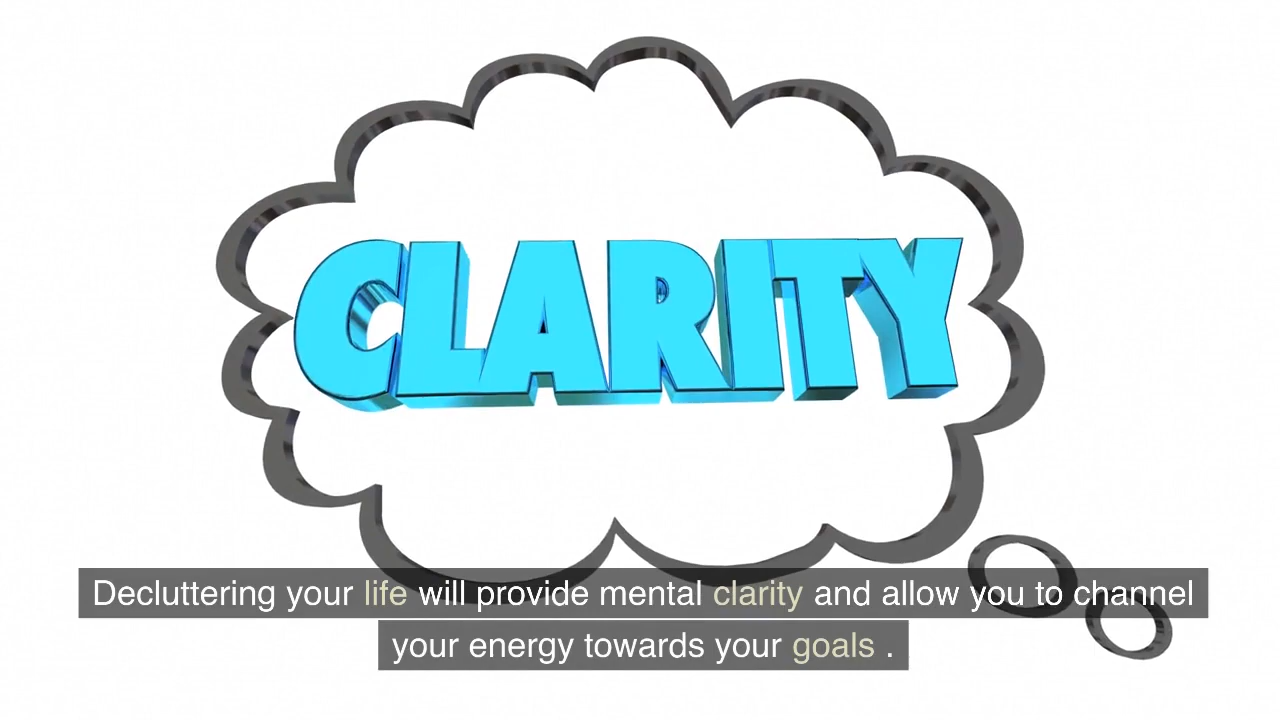 CLARITY
Decluttering your life will provide mental clarity and allow you to channel
your energy towards your goals .